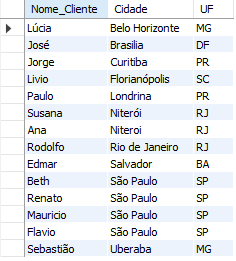 Nome_Cliente Cidade UF
Lúcia Belo Horizonte MG
José Brasilia DF
Jorge Curitiba PR
Livio Florianópolis SC
Paulo Londrina PR
Susana Niterói RJ
Ana Niteroi RJ
Rodolfo Rio de Janeiro RJ
Edmar Salvador BA
Beth São Paulo SP
Renato São Paulo SP
Mauricio São Paulo SP
Flavio São Paulo SP
Sebastião Uberaba MG